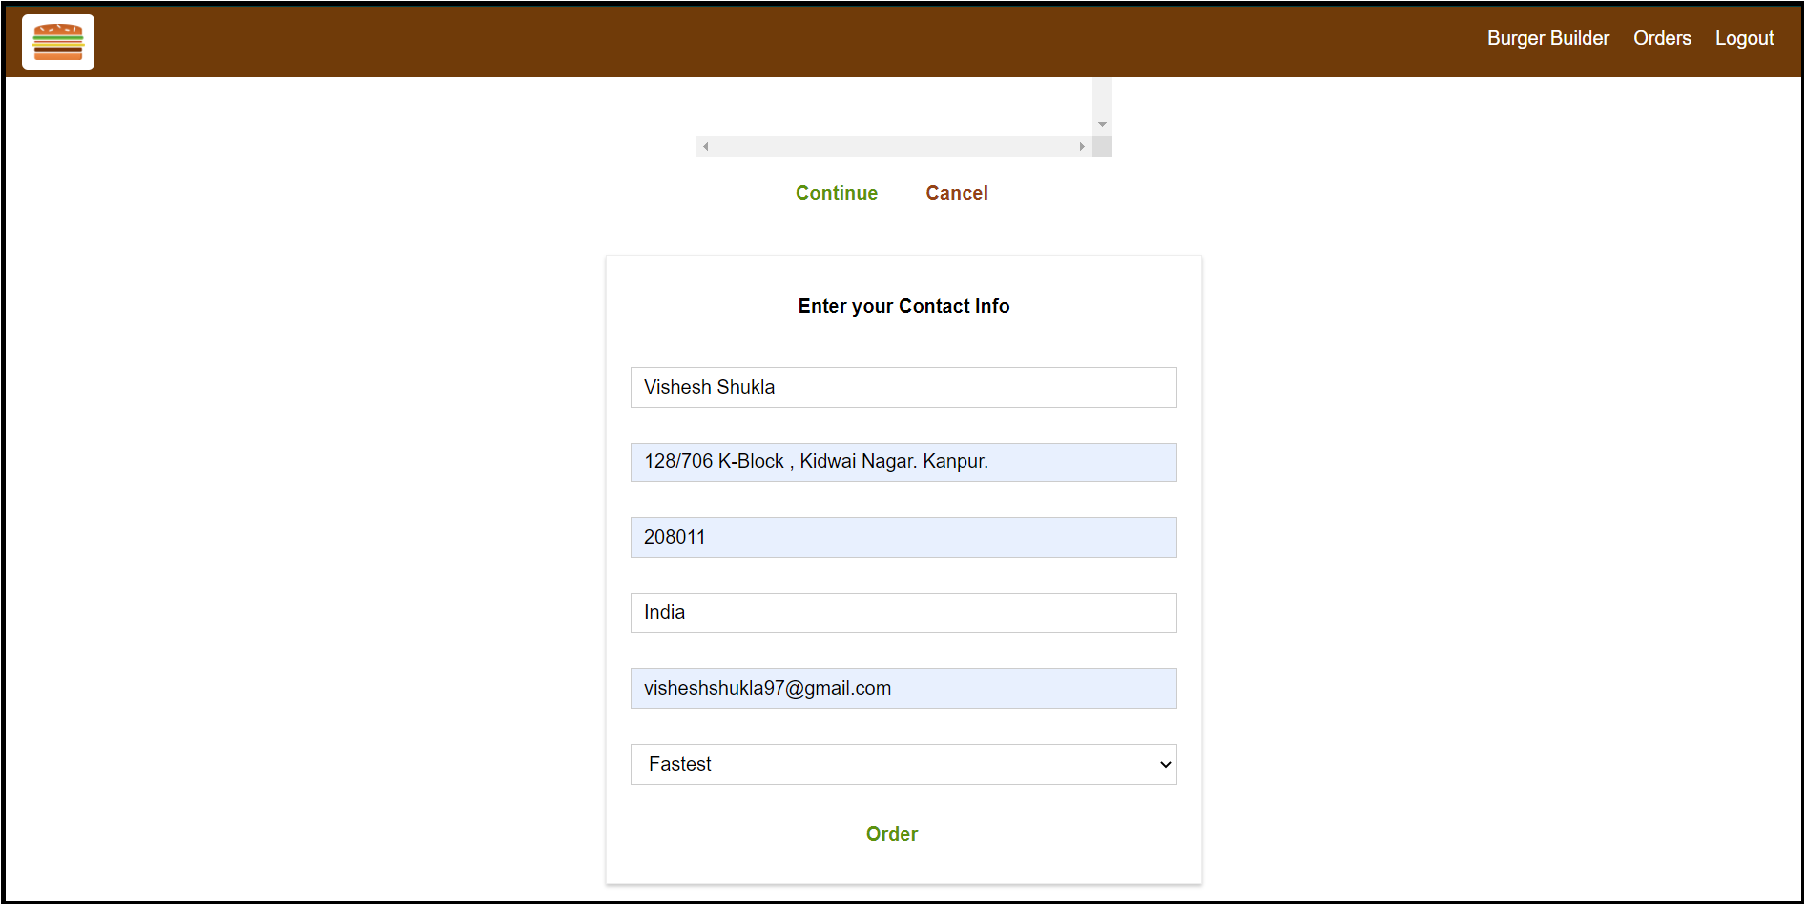 Burger Builder Orders Logout
Continue Cancel
Enter your Contact Info
Vishesh Shukla
128/706 K-Block , Kidwai Nagar. Kanpur.
208011
India
visheshshukla97@gmail.com
Fastest
Order